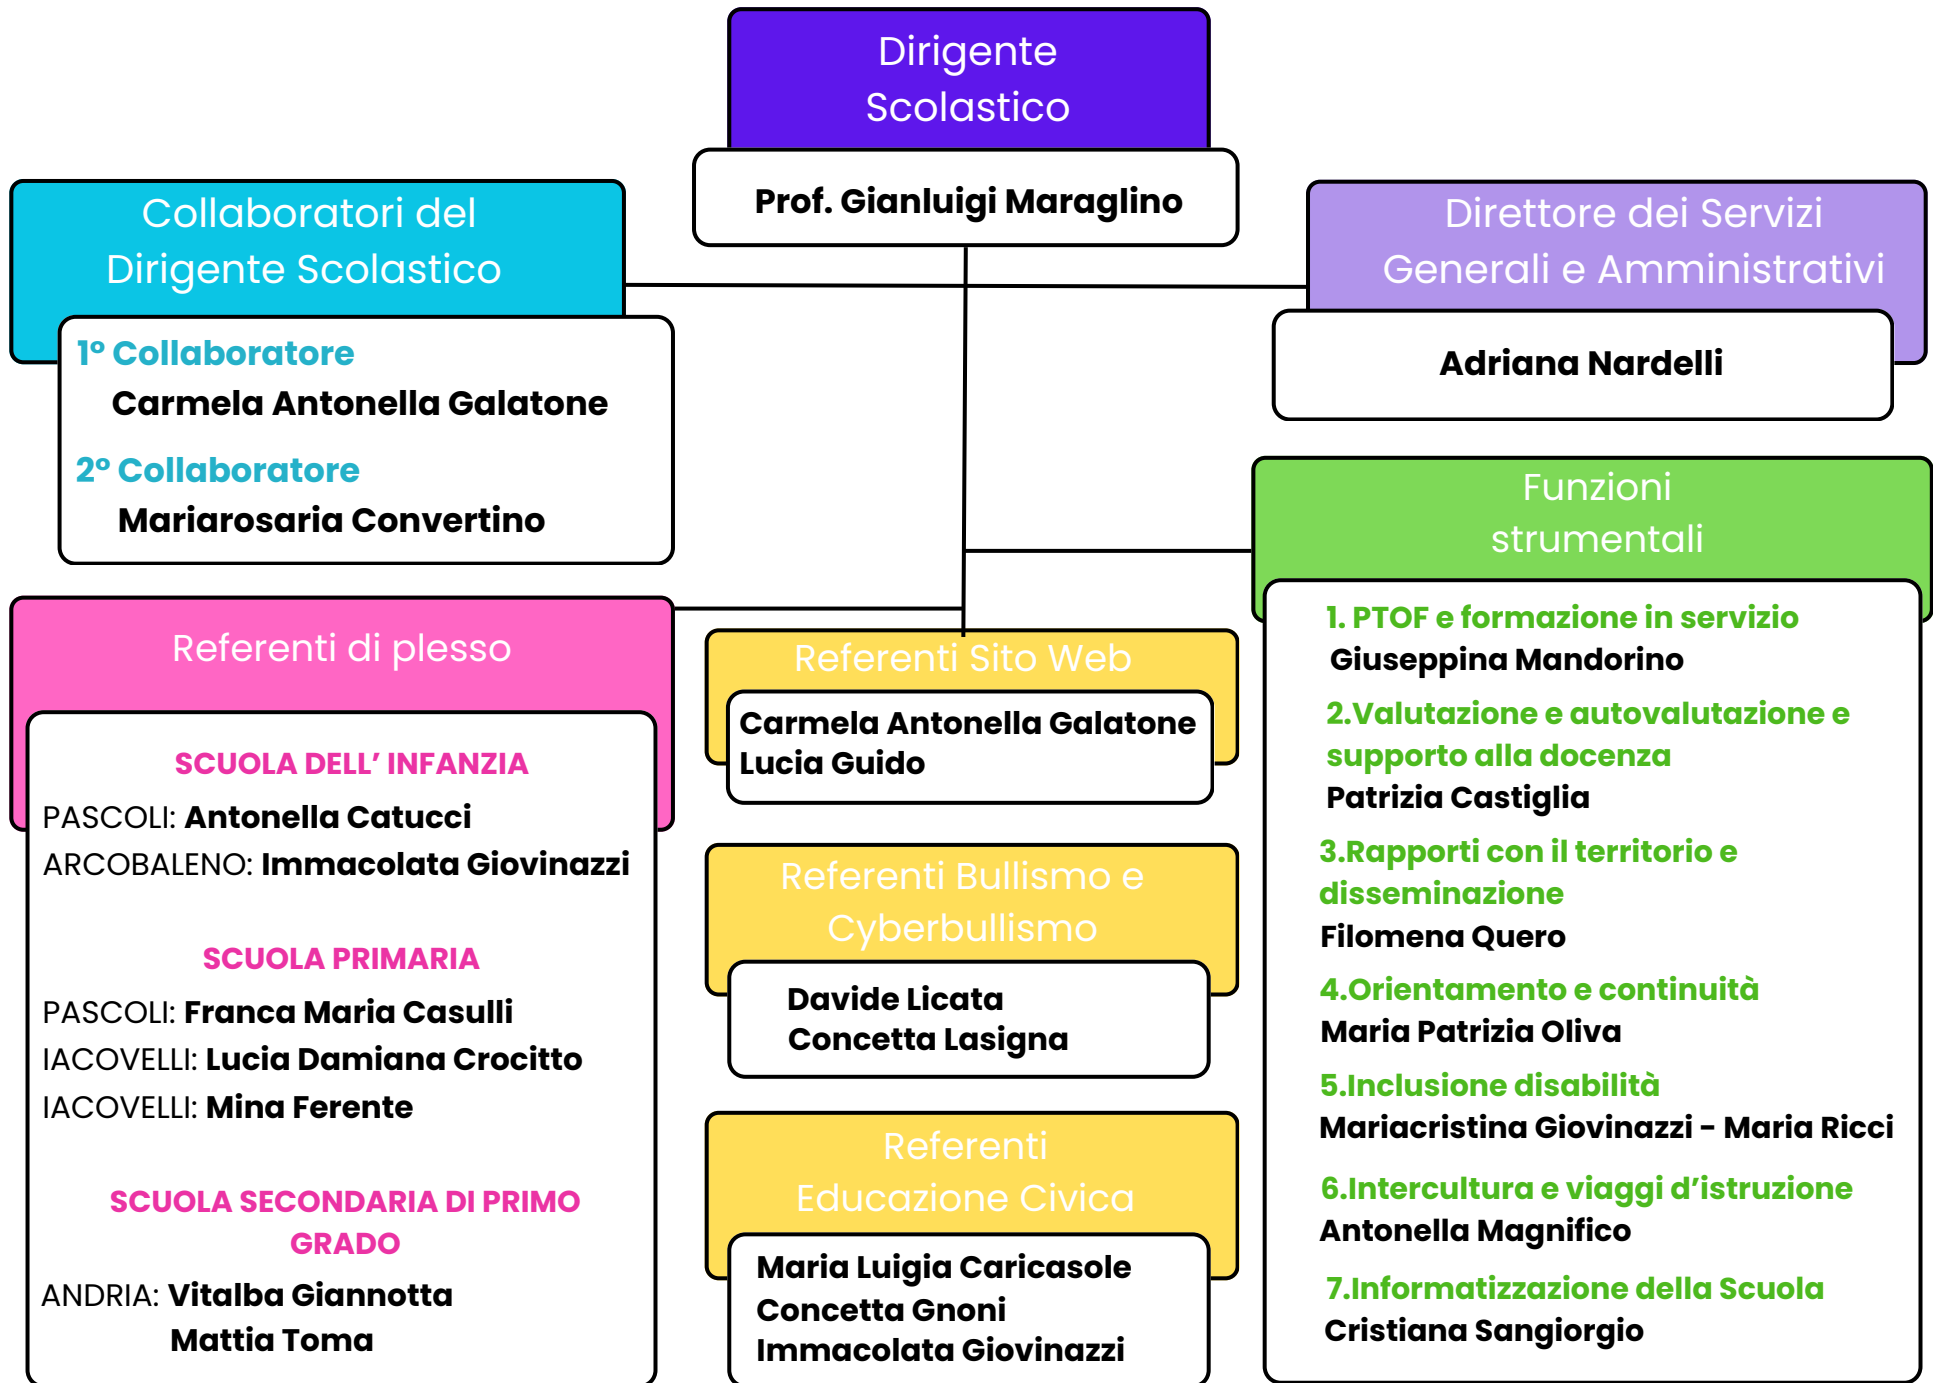 Dirigente
Scolastico
Prof. Gianluigi Maraglino
Collaboratori del
Dirigente Scolastico
1° Collaboratore
Carmela Antonella Galatone
2° Collaboratore
Mariarosaria Convertino
Direttore dei Servizi
Generali e Amministrativi
Adriana Nardelli
Referenti di plesso
SCUOLA DELL’ INFANZIA
PASCOLI: Antonella Catucci
ARCOBALENO: Immacolata Giovinazzi
SCUOLA PRIMARIA
PASCOLI: Franca Maria Casulli
IACOVELLI: Lucia Damiana Crocitto
IACOVELLI: Mina Ferente
SCUOLA SECONDARIA DI PRIMO
GRADO
ANDRIA: Vitalba Giannotta
Mattia Toma
Referenti Sito Web
Carmela Antonella Galatone
Lucia Guido
Referenti Bullismo e
Cyberbullismo
Davide Licata
Concetta Lasigna
Referenti
Educazione Civica
Maria Luigia Caricasole
Concetta Gnoni
Immacolata Giovinazzi
Funzioni
strumentali
1. PTOF e formazione in servizio
Giuseppina Mandorino
2.Valutazione e autovalutazione e
supporto alla docenza
Patrizia Castiglia
3.Rapporti con il territorio e
disseminazione
Filomena Quero
4.Orientamento e continuità
Maria Patrizia Oliva
5.Inclusione disabilità
Mariacristina Giovinazzi - Maria Ricci
6.Intercultura e viaggi d’istruzione
Antonella Magnifico
7.Informatizzazione della Scuola
Cristiana Sangiorgio